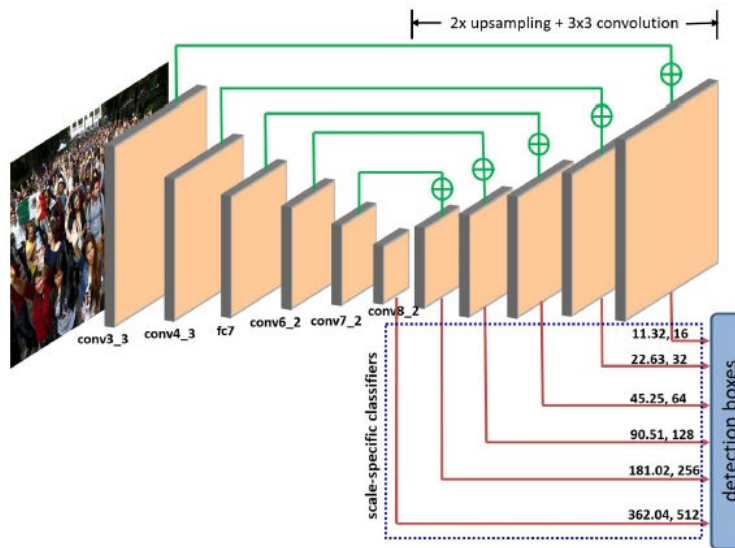 2x upsampling + 3x3 convolution
conv3_3
conv4_3
fc7
conv6_2
conv7_2
conv8_2
scale-specific classifiers
11.32, 16
22.63, 32
45.25, 64
90.51, 128
181.02, 256
362.04, 512
detection boxes